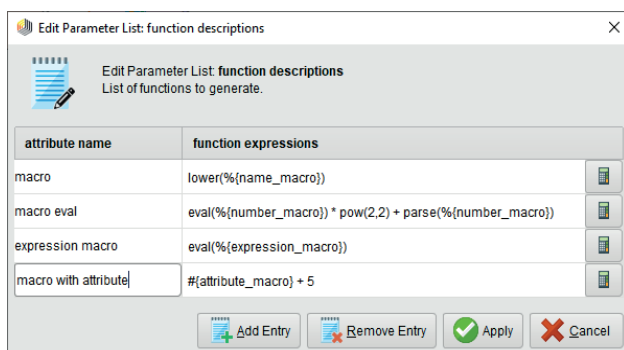 Edit Parameter List: function descriptions
Edit Parameter List: function descriptions
List of functions to generate.
attribute name function expressions
macro lower(%{name_macro})
macro eval eval(%{number_macro}) * pow(2,2) + parse(%{number_macro})
expression macro eval(%{expression_macro})
macro with attribute #{attribute_macro} + 5
Add Entry Remove Entry Apply Cancel